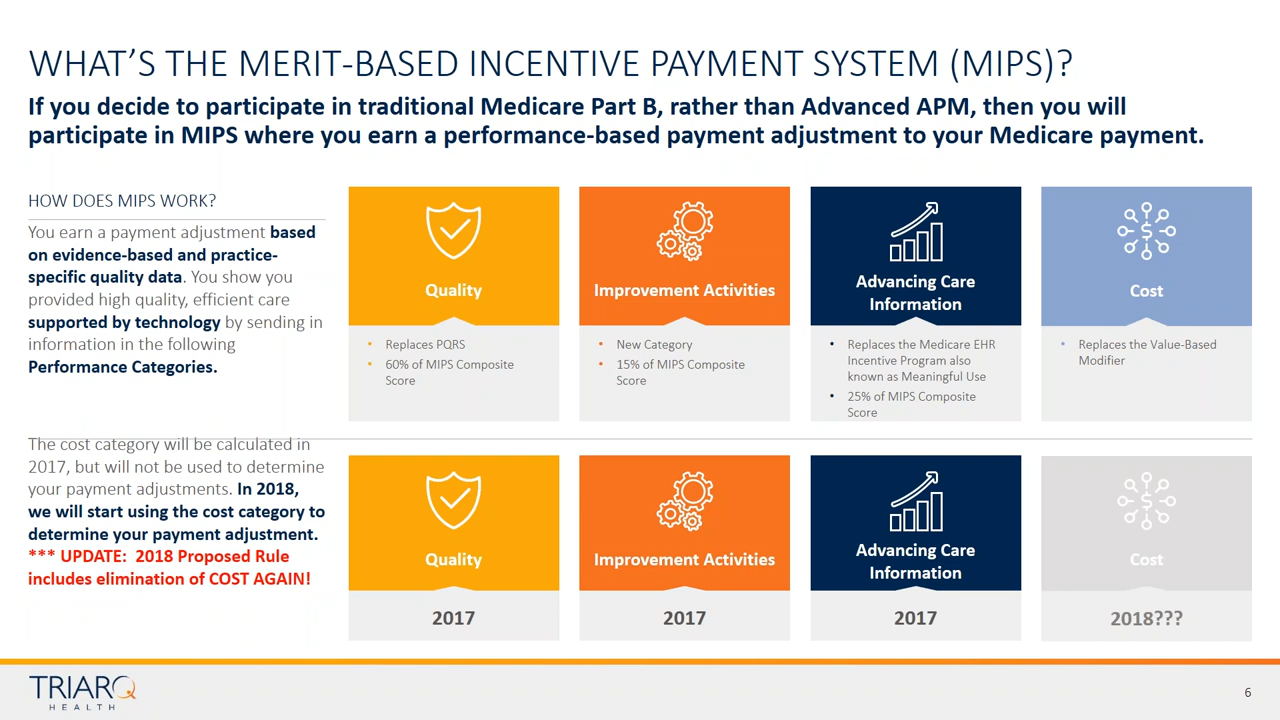 WHAT’S THE MERIT-BASED INCENTIVE PAYMENT SYSTEM (MIPS)?
If you decide to participate in traditional Medicare Part B, rather than Advanced APM, then you will
participate in MIPS where you earn a performance-based payment adjustment to your Medicare payment.
HOW DOES MIPS WORK?
You earn a payment adjustment based
on evidence-based and practice-
specific quality data. You show you
provided high quality, efficient care
supported by technology by sending in
information in the following
Performance Categories.
Quality
• Replaces PQRS
• 60% of MIPS Composite
Score
Improvement Activities
• New Category
• 15% of MIPS Composite
Score
Advancing Care
Information
• Replaces the Medicare EHR
Incentive Program also
known as Meaningful Use
• 25% of MIPS Composite
Score
Cost
• Replaces the Value-Based
Modifier
The cost category will be calculated in
2017, but will not be used to determine
your payment adjustments. In 2018,
we will start using the cost category to
determine your payment adjustment.
*** UPDATE: 2018 Proposed Rule
includes elimination of COST AGAIN!
Quality
2017
Improvement Activities
2017
Advancing Care
Information
2017
Cost
2018???
TRIARQ
HEALTH
6